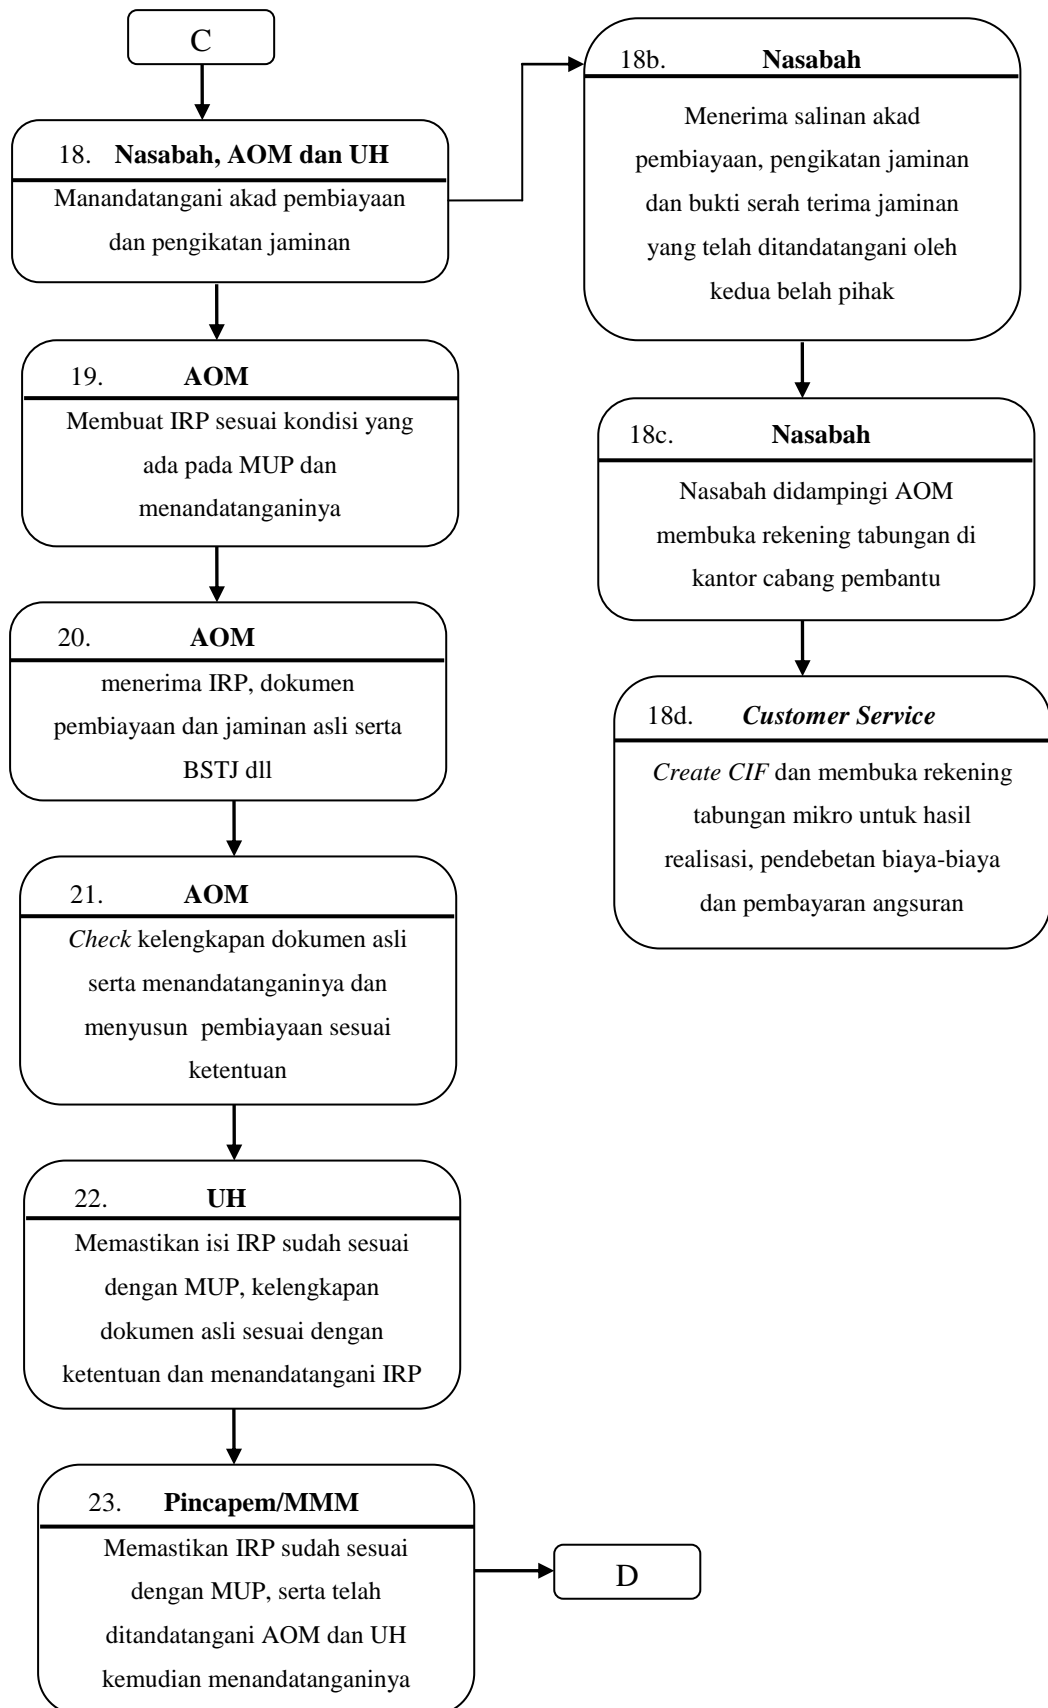 C
18. Nasabah, AOM dan UH
Manandatangani akad pembiayaan
dan pengikatan jaminan
18b. Nasabah
Menerima salinan akad
pembiayaan, pengikatan jaminan
dan bukti serah terima jaminan
yang telah ditandatangani oleh
kedua belah pihak
18c. Nasabah
Nasabah didampingi AOM
membuka rekening tabungan di
kantor cabang pembantu
18d. Customer Service
Create CIF dan membuka rekening
tabungan mikro untuk hasil
realisasi, pendebetan biaya-biaya
dan pembayaran angsuran
19. AOM
Membuat IRP sesuai kondisi yang
ada pada MUP dan
menandatanganinya
20. AOM
menerima IRP, dokumen
pembiayaan dan jaminan asli serta
BSTJ dll
21. AOM
Check kelengkapan dokumen asli
serta menandatanganinya dan
menyusun pembiayaan sesuai
ketentuan
22. UH
Memastikan isi IRP sudah sesuai
dengan MUP, kelengkapan
dokumen asli sesuai dengan
ketentuan dan menandatangani IRP
23. Pincapem/MMM
Memastikan IRP sudah sesuai
dengan MUP, serta telah
ditandatangani AOM dan UH
kemudian menandatanganinya
D